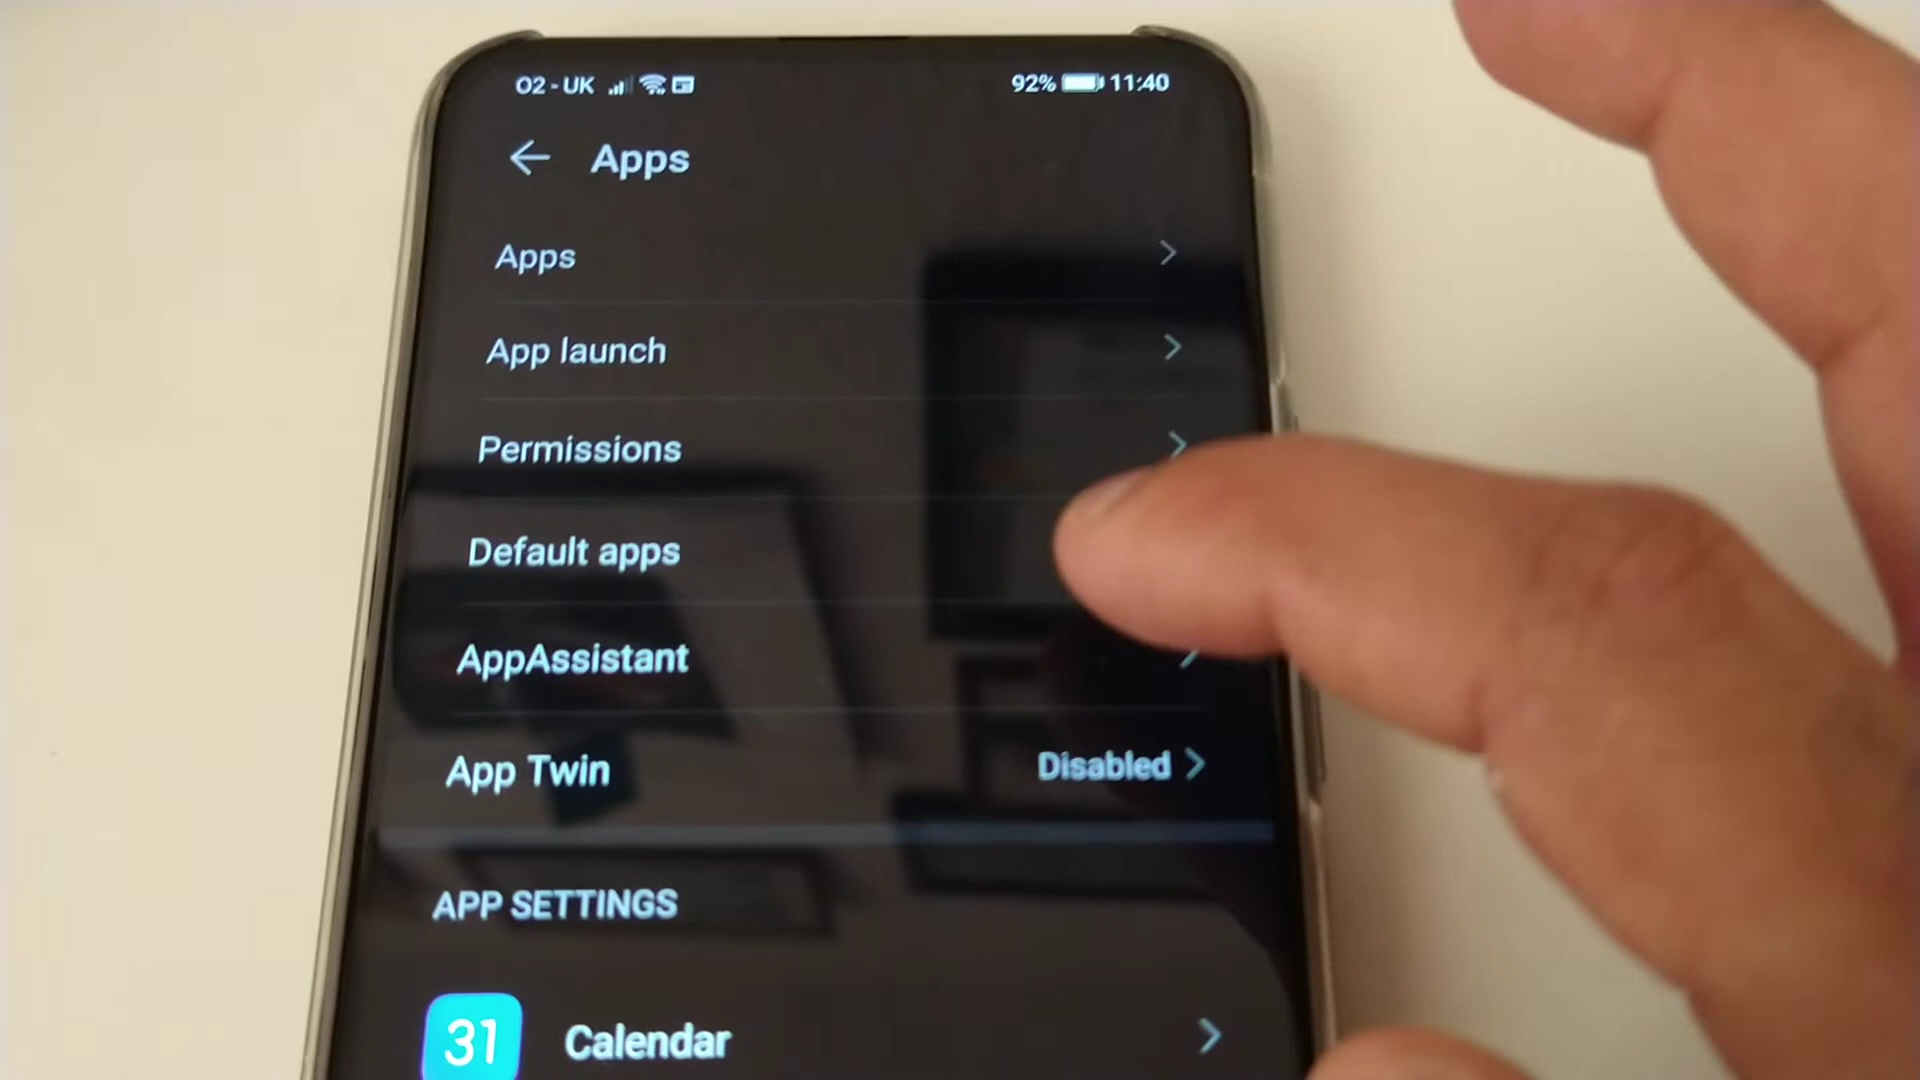 O2 - UK 92% 11:40
Apps
Apps
App launch
Permissions
Default apps
AppAssistant
App Twin Disabled
APP SETTINGS
31 Calendar